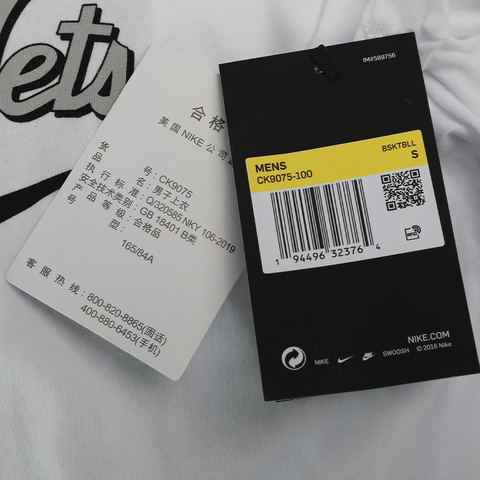 ets
合格
美国 NIKE 公司
货 号: CK9075
品 名: 男子上衣
执行标准: Q/320585 NKY 106-2019
安全技术类别: GB 18401 B类
产品等级: 合格品
型:
165/84A
客服热线: 800-820-8865(固话)
400-880-6453(手机)
IM#589756
BSKTBLL
MENS S
CK9075-100
1 94496 32376 4
NIKE.COM
NIKE SWOOSH © 2016 Nike